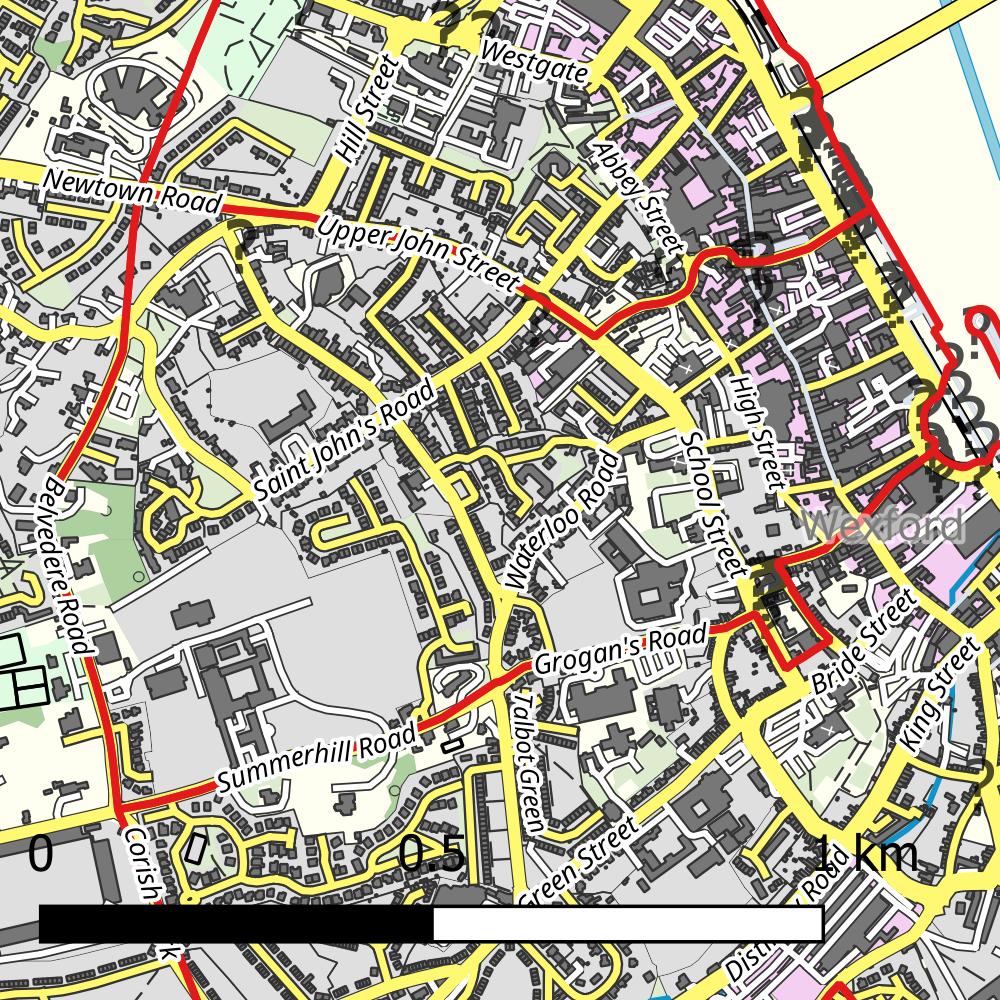 Westgate
Hill Street
Abbey Street
Newtown Road
Upper John Street
Saint John's Road
High Street
School Street
Waterloo Road
Belvedere Road
Wexford
Grogan's Road
Bride Street
King Street
Talbot Green
Summerhill Road
Corish
Green Street
Road
0
0.5
1 km